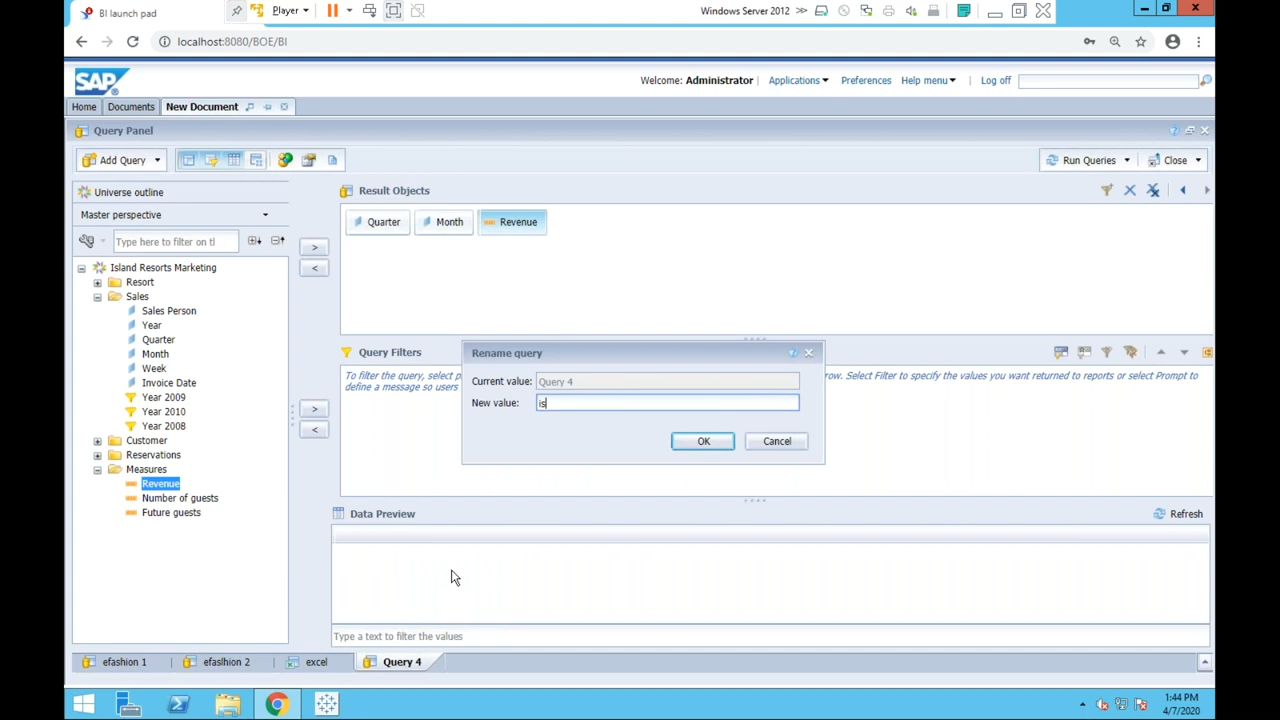 BI launch pad
Player
Windows Server 2012
localhost:8080/BOE/BI
SAP
Welcome: Administrator | Applications Preferences Help menu Log off
Home Documents New Document
Query Panel
Add Query
Run Queries Close
Universe outline
Master perspective
Type here to filter on tl
Island Resorts Marketing
Resort
Sales
Sales Person
Year
Quarter
Month
Week
Invoice Date
Year 2009
Year 2010
Year 2008
Customer
Reservations
Measures
Revenue
Number of guests
Future guests
>
<
>
<
Result Objects
Quarter Month Revenue
Query Filters
To filter the query, select p
row. Select Filter to specify the values you want returned to reports or select Prompt to
define a message so users
Rename query
Current value: Query 4
New value: is
OK Cancel
Data Preview
Refresh
Type a text to filter the values
efashion 1 efaslhion 2 excel Query 4
1:44 PM
4/7/2020